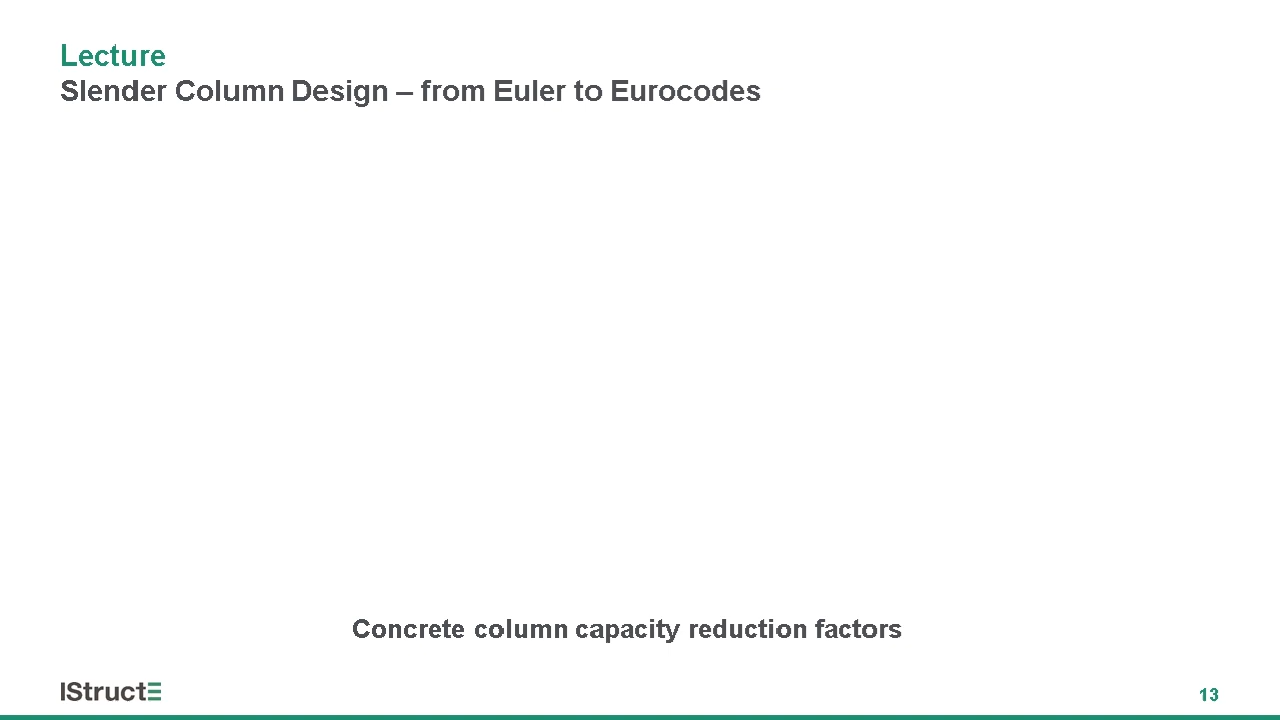 Lecture
Slender Column Design – from Euler to Eurocodes
Concrete column capacity reduction factors
IStructE
13